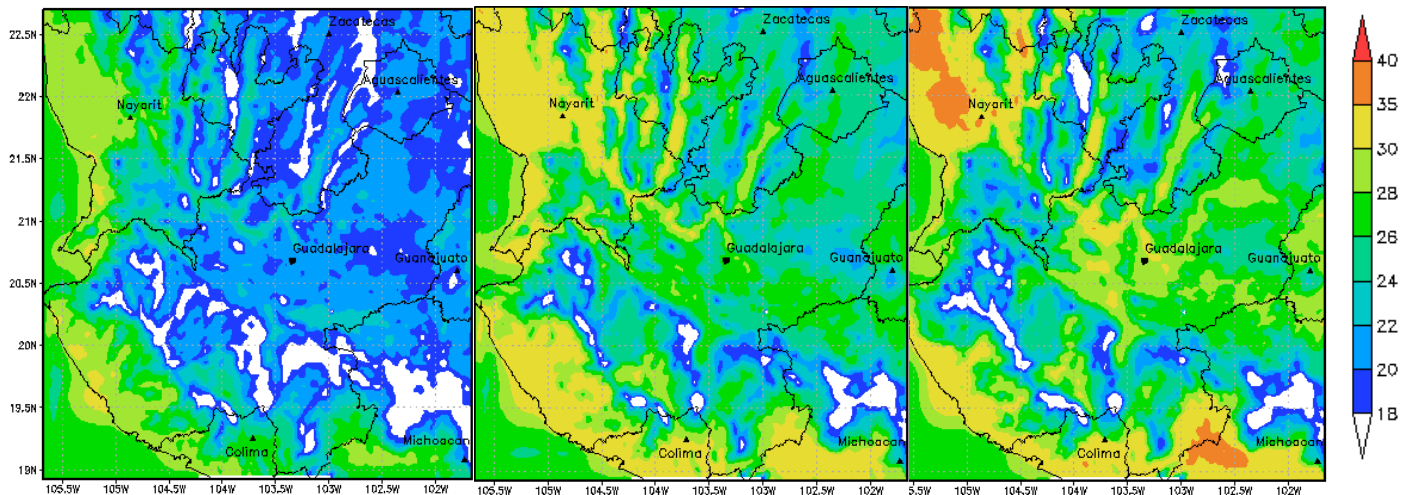 Zacatecas
Zacatecas
Zacatecas
22.5N
40
Aguascalientes
Aguascalientes
Aguascalientes
22N
35
Nayarit
Nayarit
Nayarit
21.5N
30
21N
28
Guadalajara
Guadalajara
Guadalajara
26
Guanajuato
Guanajuato
Guanajuato
20.5N
24
20N
22
19.5N
20
18
Michoacan
Michoacan
Michoacan
Colima
Colima
Colima
19N
105.5W 105W 104.5W 104W 103.5W 103W 102.5W 102W
105.5W 105W 104.5W 104W 103.5W 103W 102.5W 102W
5.5W 105W 104.5W 104W 103.5W 103W 102.5W 102W